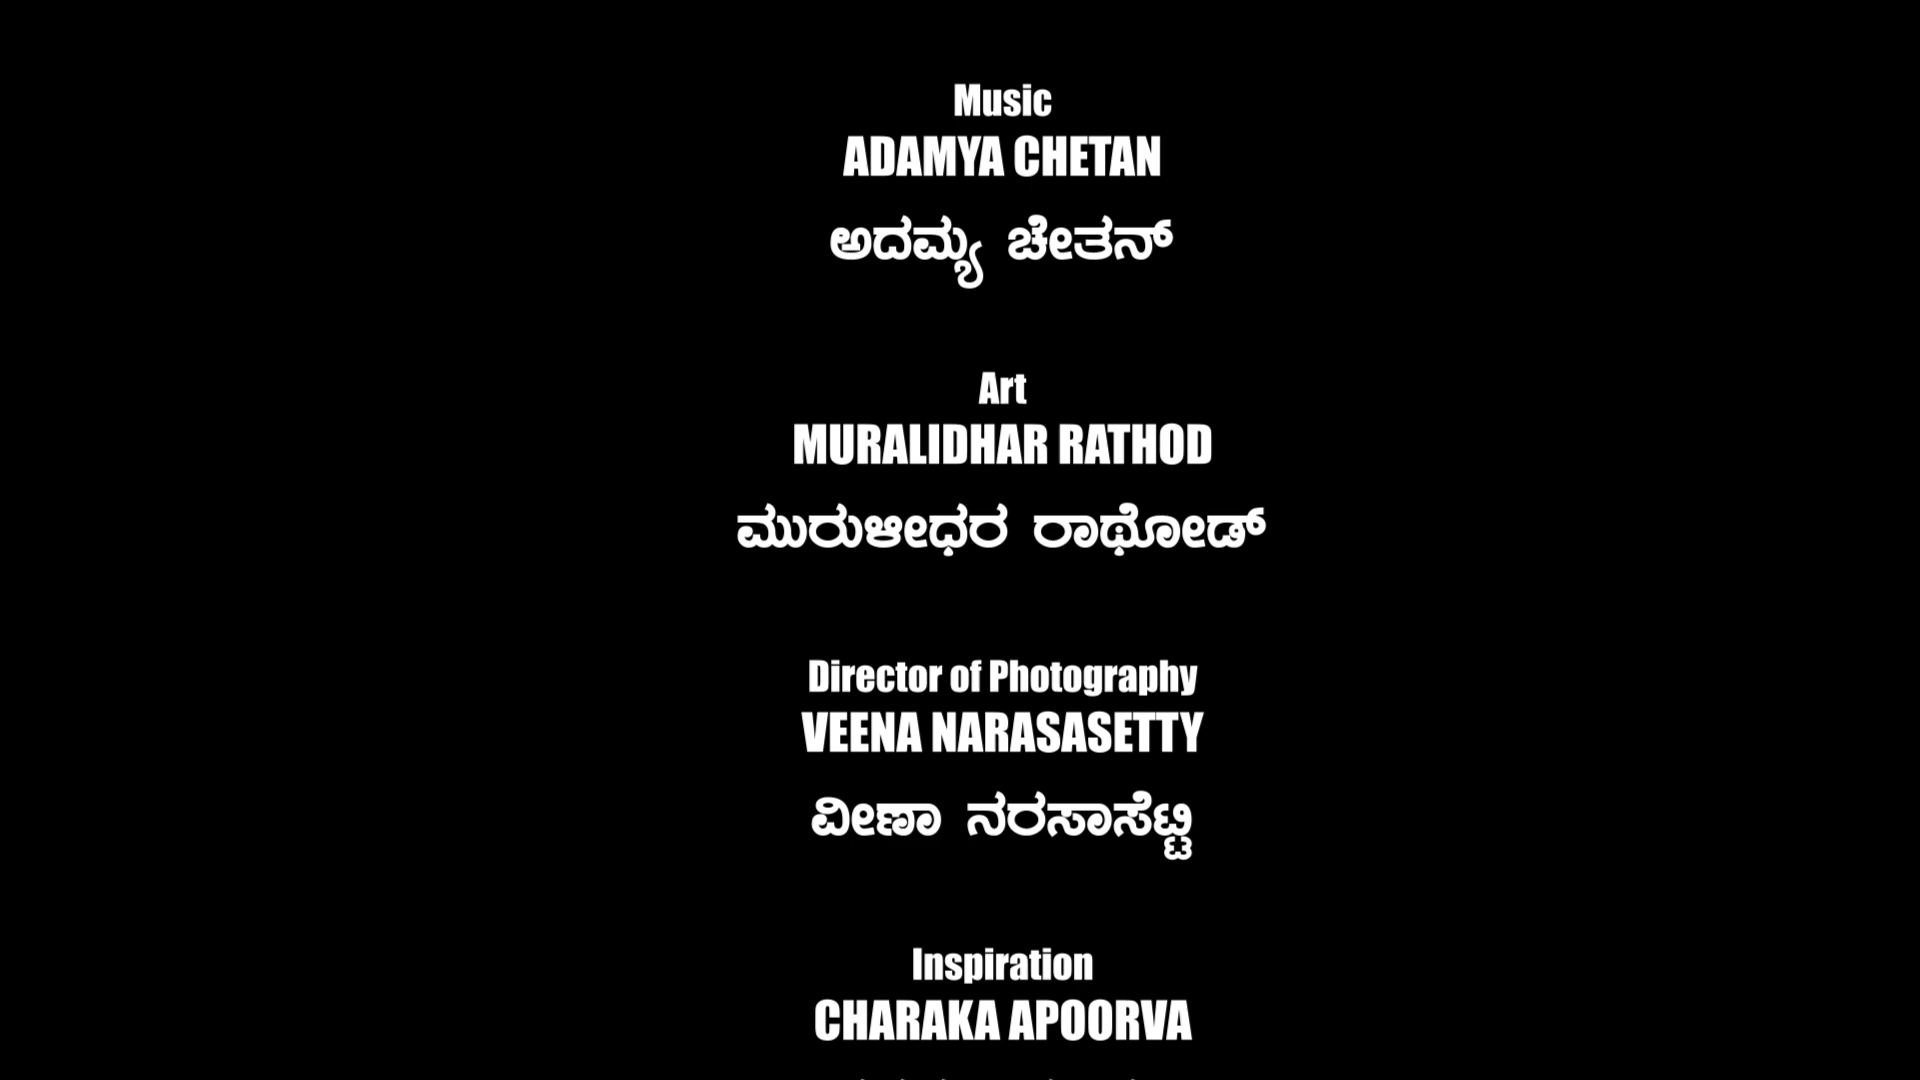 Music
ADAMYA CHETAN
ಅದಮ್ಯ ಚೇತನ್
Art
MURALIDHAR RATHOD
ಮುರುಳೀಧರ ರಾಥೋಡ್
Director of Photography
VEENA NARASASETTY
ವೀಣಾ ನರಸಾಸೆಟ್ಟಿ
Inspiration
CHARAKA APOORVA